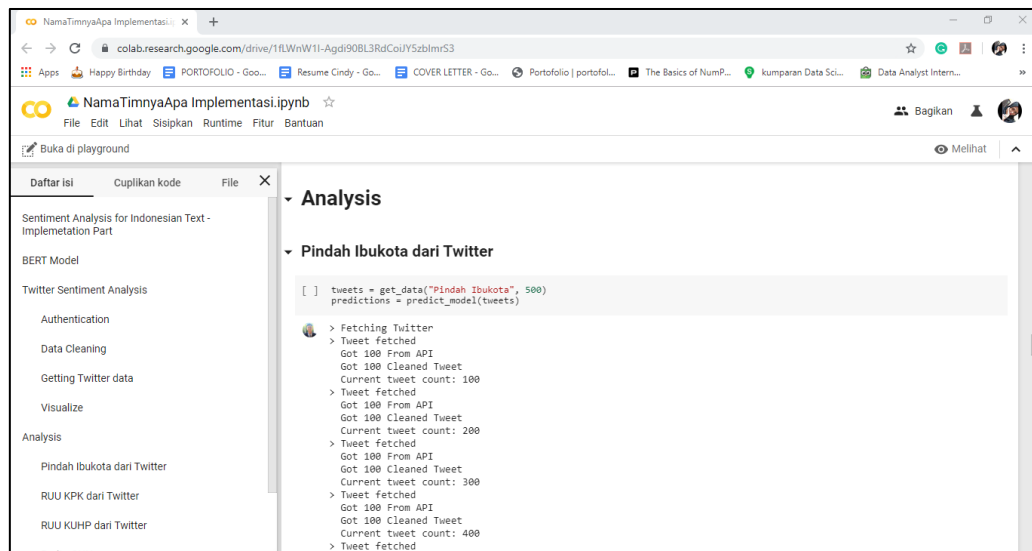 NamaTimnyaApa Implementasi.i
colab.research.google.com/drive/1fLWnW1I-Agdi90BL3RdCoiJY5zbImrS3
Apps Happy Birthday PORTOFOLIO - Goo... Resume Cindy - Go... COVER LETTER - Go... Portofolio | portofol... The Basics of NumP... kumparan Data Sci... Data Analyst Intern... »
CO NamaTimnyaApa Implementasi.ipynb
File Edit Lihat Sisipkan Runtime Fitur Bantuan
Bagikan
Buka di playground
Melihat
Daftar isi Cuplikan kode File
Sentiment Analysis for Indonesian Text -
Implemetation Part
BERT Model
Twitter Sentiment Analysis
Authentication
Data Cleaning
Getting Twitter data
Visualize
Analysis
Pindah Ibukota dari Twitter
RUU KPK dari Twitter
RUU KUHP dari Twitter
Analysis
Pindah Ibukota dari Twitter
[ ] tweets = get_data("Pindah Ibukota", 500)
predictions = predict_model(tweets)
> Fetching Twitter
> Tweet fetched
Got 100 From API
Got 100 Cleaned Tweet
Current tweet count: 100
> Tweet fetched
Got 100 From API
Got 100 Cleaned Tweet
Current tweet count: 200
> Tweet fetched
Got 100 From API
Got 100 Cleaned Tweet
Current tweet count: 300
> Tweet fetched
Got 100 From API
Got 100 Cleaned Tweet
Current tweet count: 400
> Tweet fetched